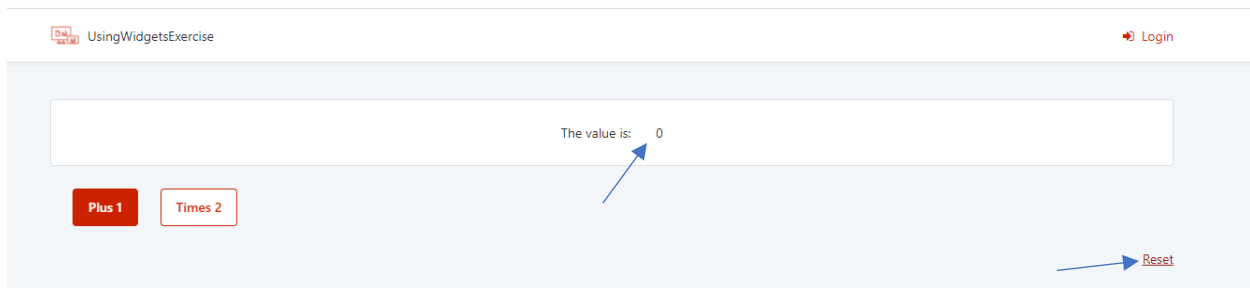 UsingWidgetsExercise
Login
The value is: 0
Plus 1
Times 2
Reset